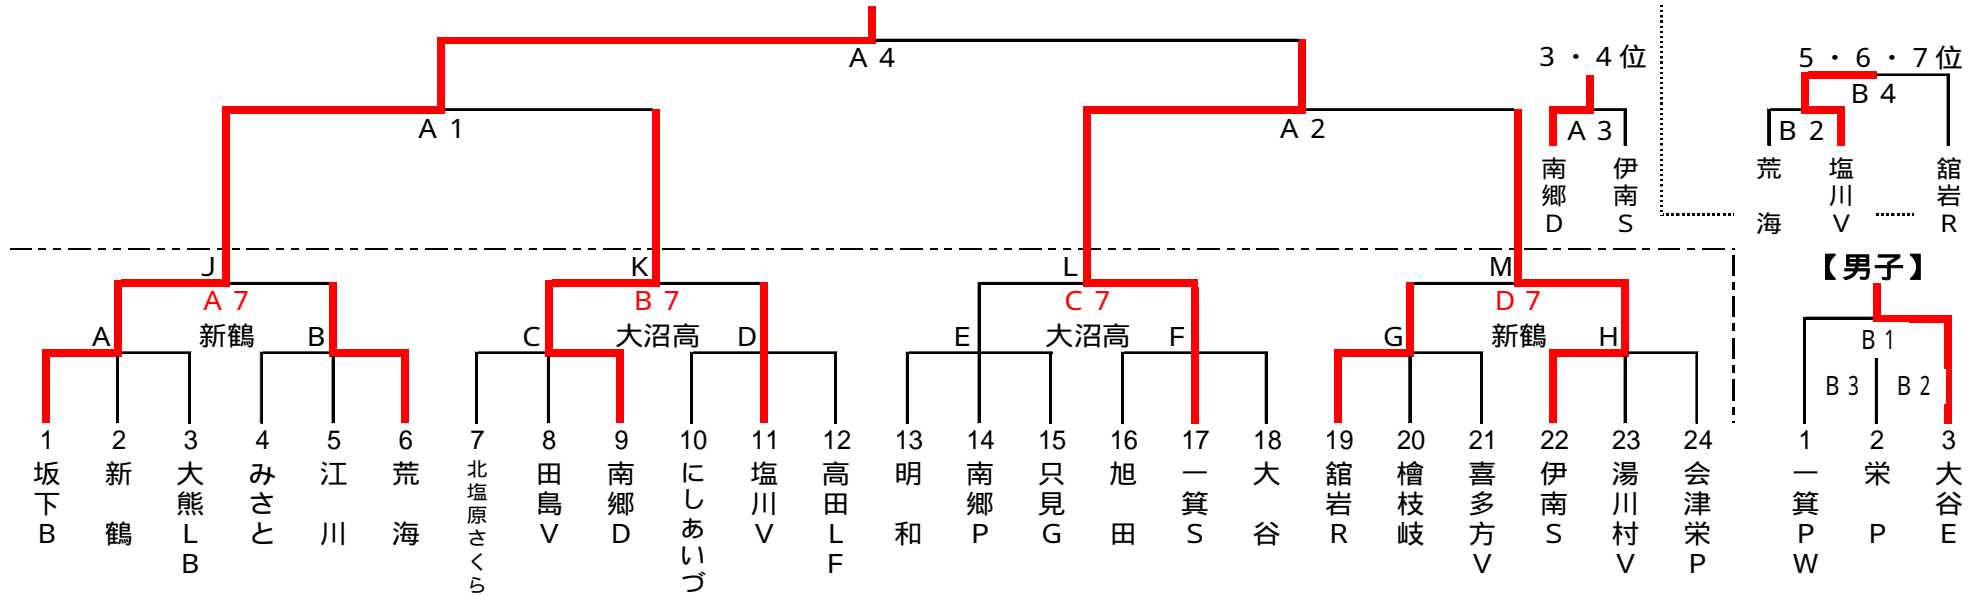 A 4
3・4位
5・6・7位
B 4
A 1
A 2
A 3
B 2
南郷D
伊南S
荒海
塩川V
舘岩R
J
K
L
M
【男子】
A 7
B 7
C 7
D 7
A
新鶴
B
C
大沼高
D
E
大沼高
F
G
新鶴
H
B 1
B 3
B 2
1
2
3
4
5
6
7
8
9
10
11
12
13
14
15
16
17
18
19
20
21
22
23
24
1
2
3
坂下B
新鶴
大熊LB
みさと
江川
荒海
北塩原さくら
田島V
南郷D
にしあいづ
塩川V
高田LF
明和
南郷P
只見G
旭田
一箕S
大谷
舘岩R
檜枝岐
喜多方V
伊南S
湯川村V
会津栄P
一箕PW
栄P
大谷E